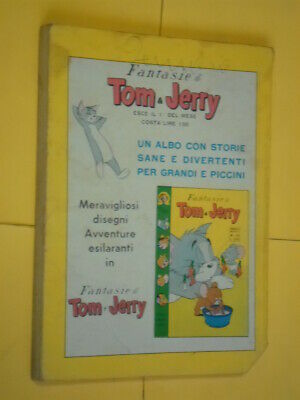 Fantasie di
Tom & Jerry
ESCE IL 1° DEL MESE
COSTA LIRE 100
UN ALBO CON STORIE
SANE E DIVERTENTI
PER GRANDI E PICCINI
Meravigliosi
disegni
Avventure
esilaranti
in
Fantasie di
Tom & Jerry
Fantasie di
Tom & Jerry